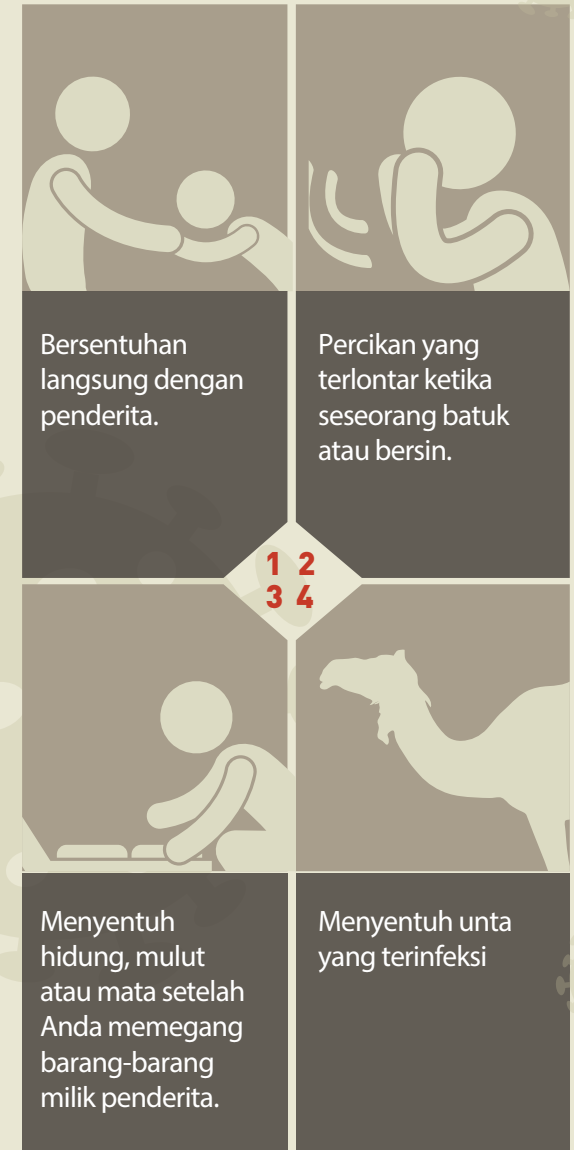 Bersentuhan
langsung dengan
penderita.
Percikan yang
terlontar ketika
seseorang batuk
atau bersin.
1 2
3 4
Menyentuh
hidung, mulut
atau mata setelah
Anda memegang
barang-barang
milik penderita.
Menyentuh unta
yang terinfeksi